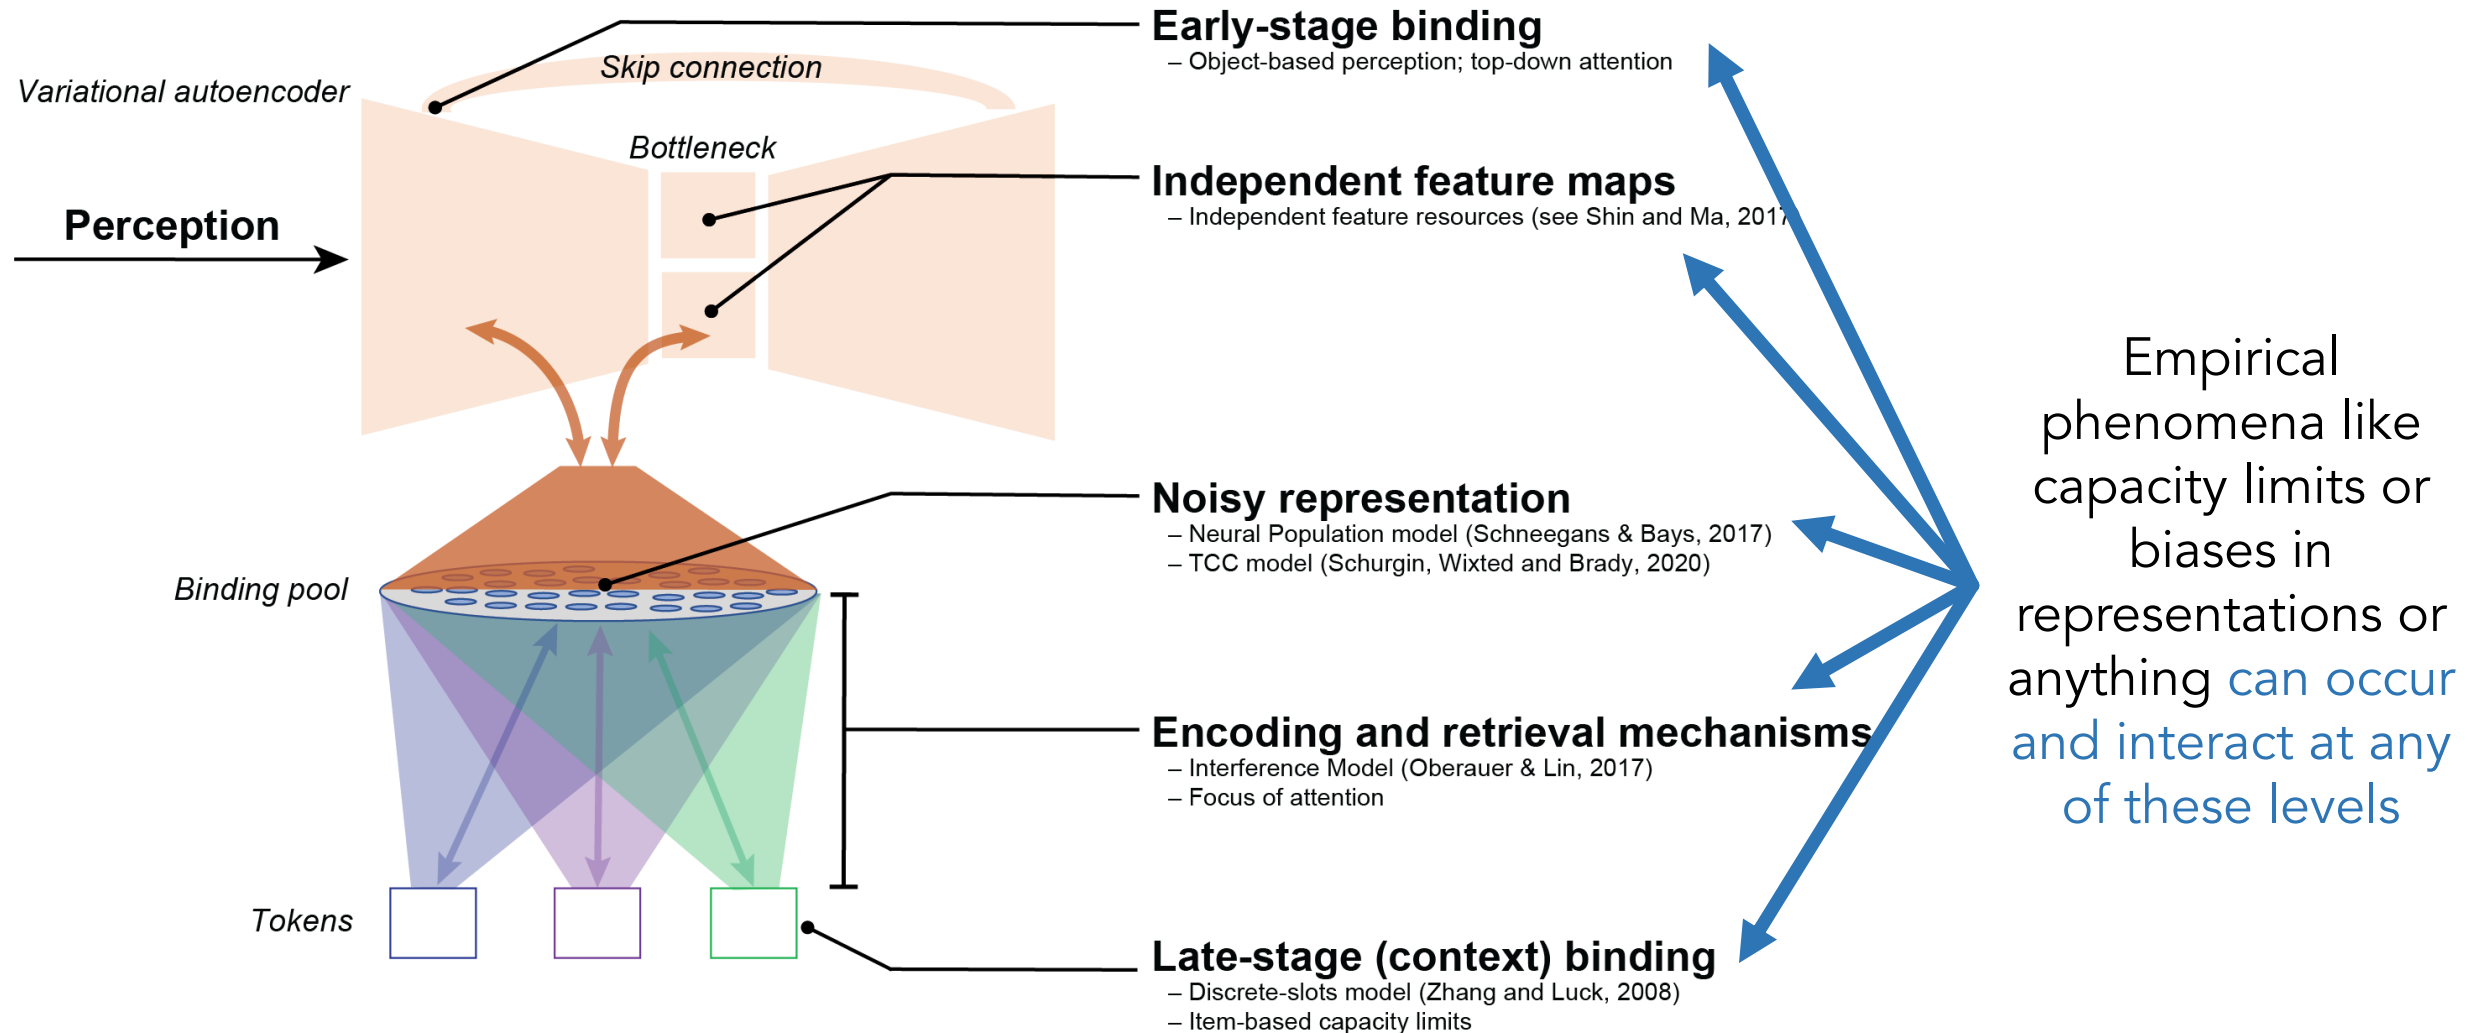 Early-stage binding
– Object-based perception; top-down attention
Skip connection
Variational autoencoder
Bottleneck
Independent feature maps
– Independent feature resources (see Shin and Ma, 2017)
Perception
Noisy representation
– Neural Population model (Schneegans & Bays, 2017)
– TCC model (Schurgin, Wixted and Brady, 2020)
Binding pool
Encoding and retrieval mechanisms
– Interference Model (Oberauer & Lin, 2017)
– Focus of attention
Tokens
Late-stage (context) binding
– Discrete-slots model (Zhang and Luck, 2008)
– Item-based capacity limits
Empirical
phenomena like
capacity limits or
biases in
representations or
anything can occur
and interact at any
of these levels